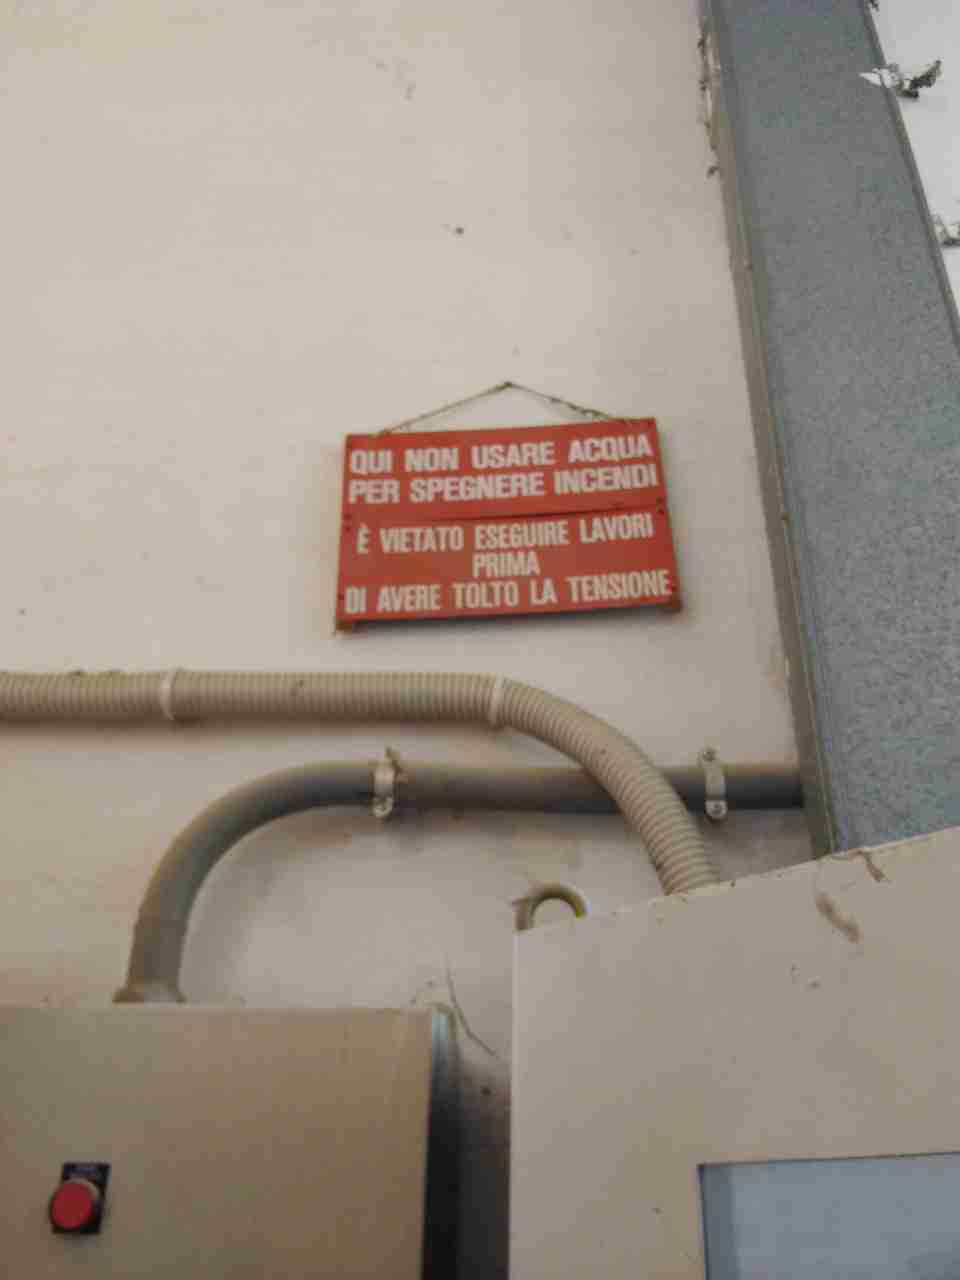 QUI NON USARE ACQUA
PER SPEGNERE INCENDI
È VIETATO ESEGUIRE LAVORI
PRIMA
DI AVERE TOLTO LA TENSIONE